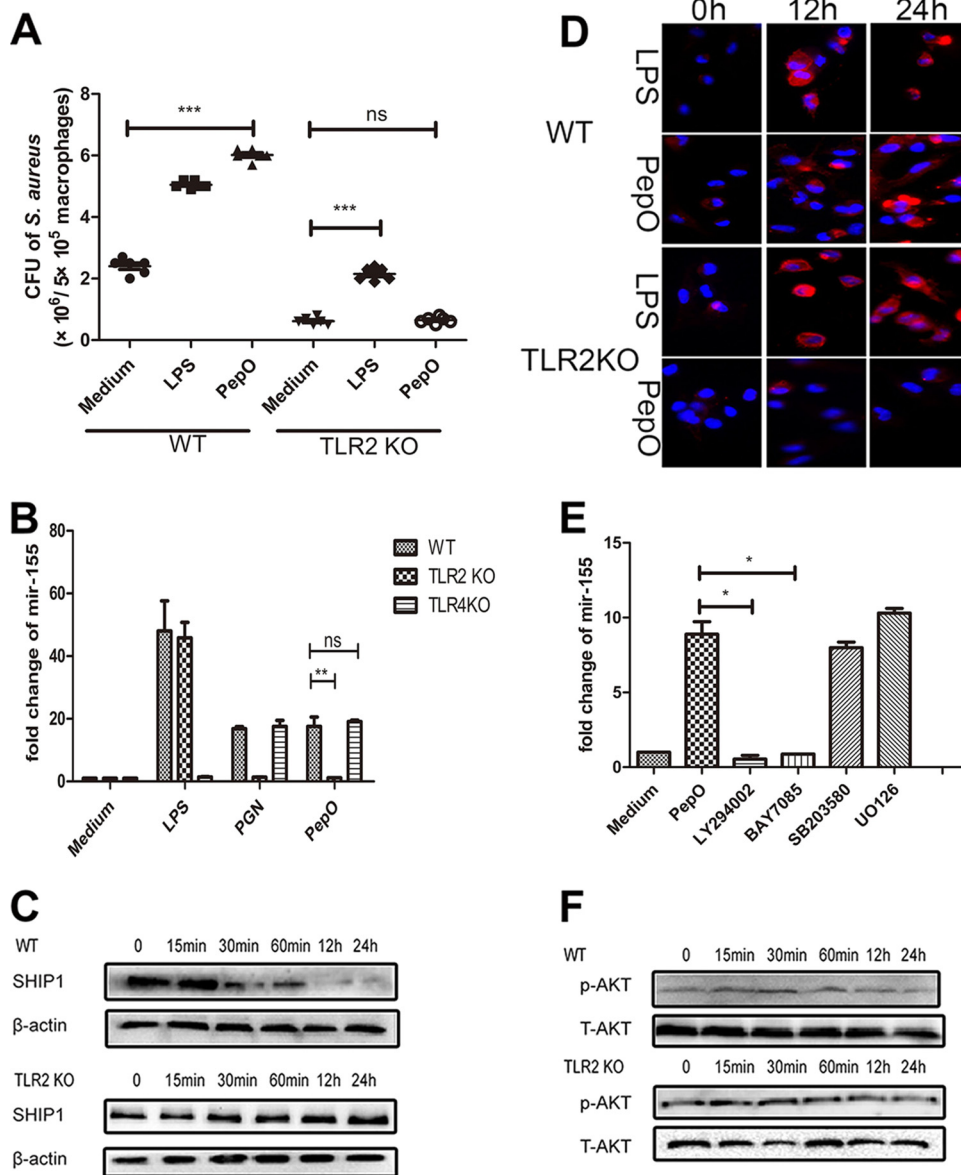 A
CFU of S. aureus
(× 10⁶/ 5× 10⁵ macrophages)
8
6
4
2
0
***
ns
***
Medium
LPS
PepO
Medium
LPS
PepO
WT
TLR2 KO
D
0h
12h
24h
WT
LPS
PepO
TLR2KO
LPS
PepO
B
fold change of mir-155
80
60
40
20
0
WT
TLR2 KO
TLR4KO
ns
**
Medium
LPS
PGN
PepO
E
fold change of mir-155
15
10
5
0
*
*
Medium
PepO
LY294002
BAY7085
SB203580
UO126
C
WT 0 15min 30min 60min 12h 24h
SHIP1
β-actin
TLR2 KO 0 15min 30min 60min 12h 24h
SHIP1
β-actin
F
WT 0 15min 30min 60min 12h 24h
p-AKT
T-AKT
TLR2 KO 0 15min 30min 60min 12h 24h
p-AKT
T-AKT